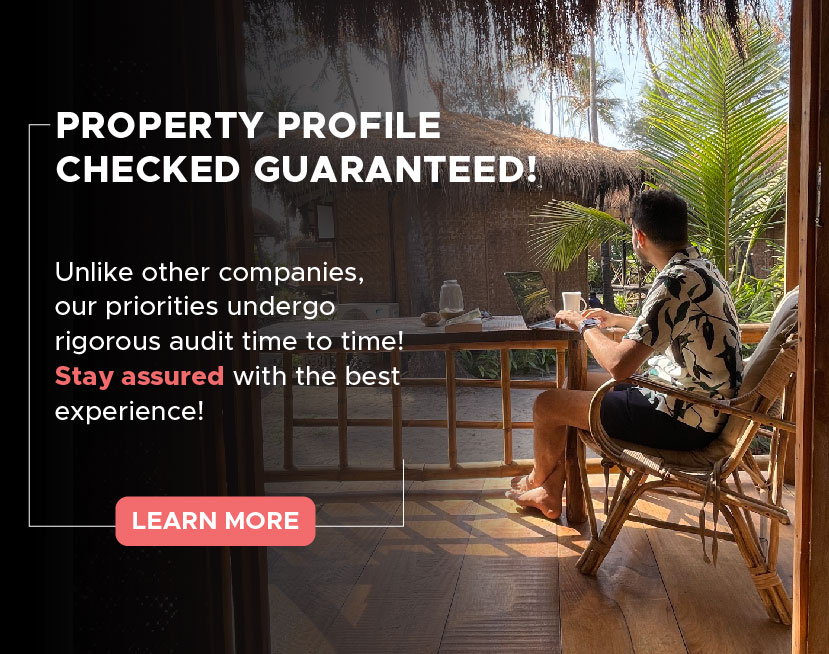 PROPERTY PROFILE
CHECKED GUARANTEED!
Unlike other companies,
our priorities undergo
rigorous audit time to time!
Stay assured with the best
experience!
LEARN MORE